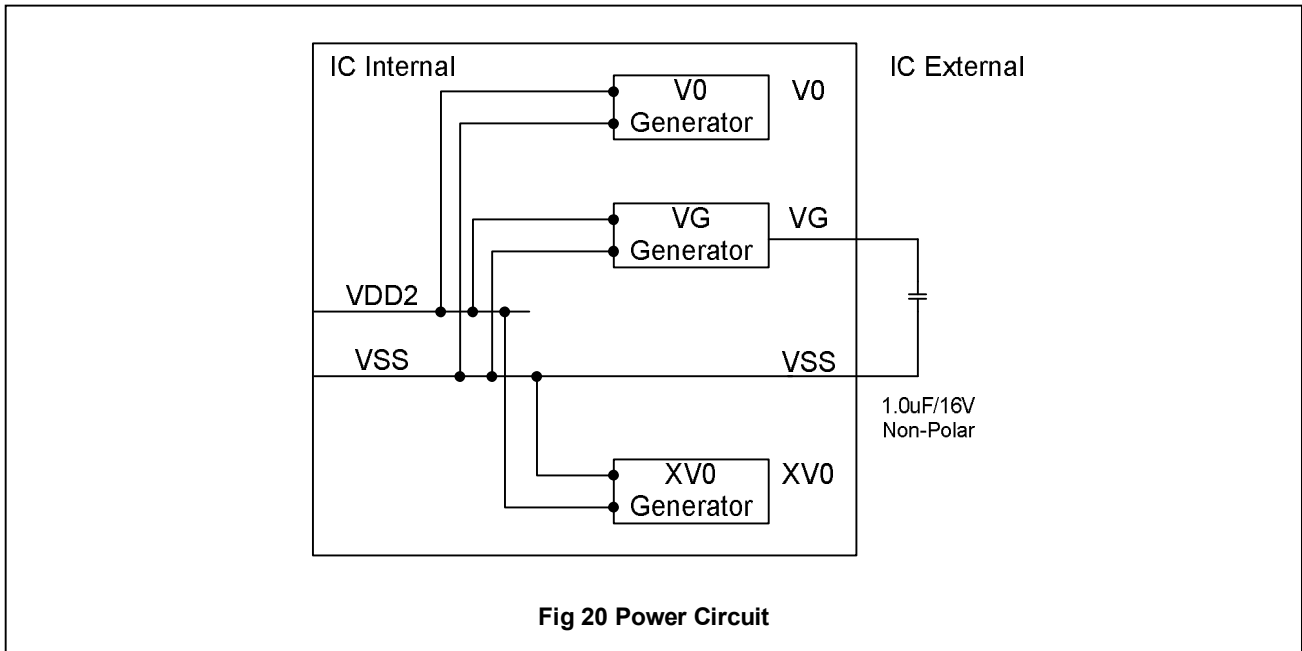 IC Internal
IC External
V0
Generator
V0
VG
Generator
VG
VDD2
VSS
VSS
1.0uF/16V
Non-Polar
XV0
Generator
XV0
Fig 20 Power Circuit